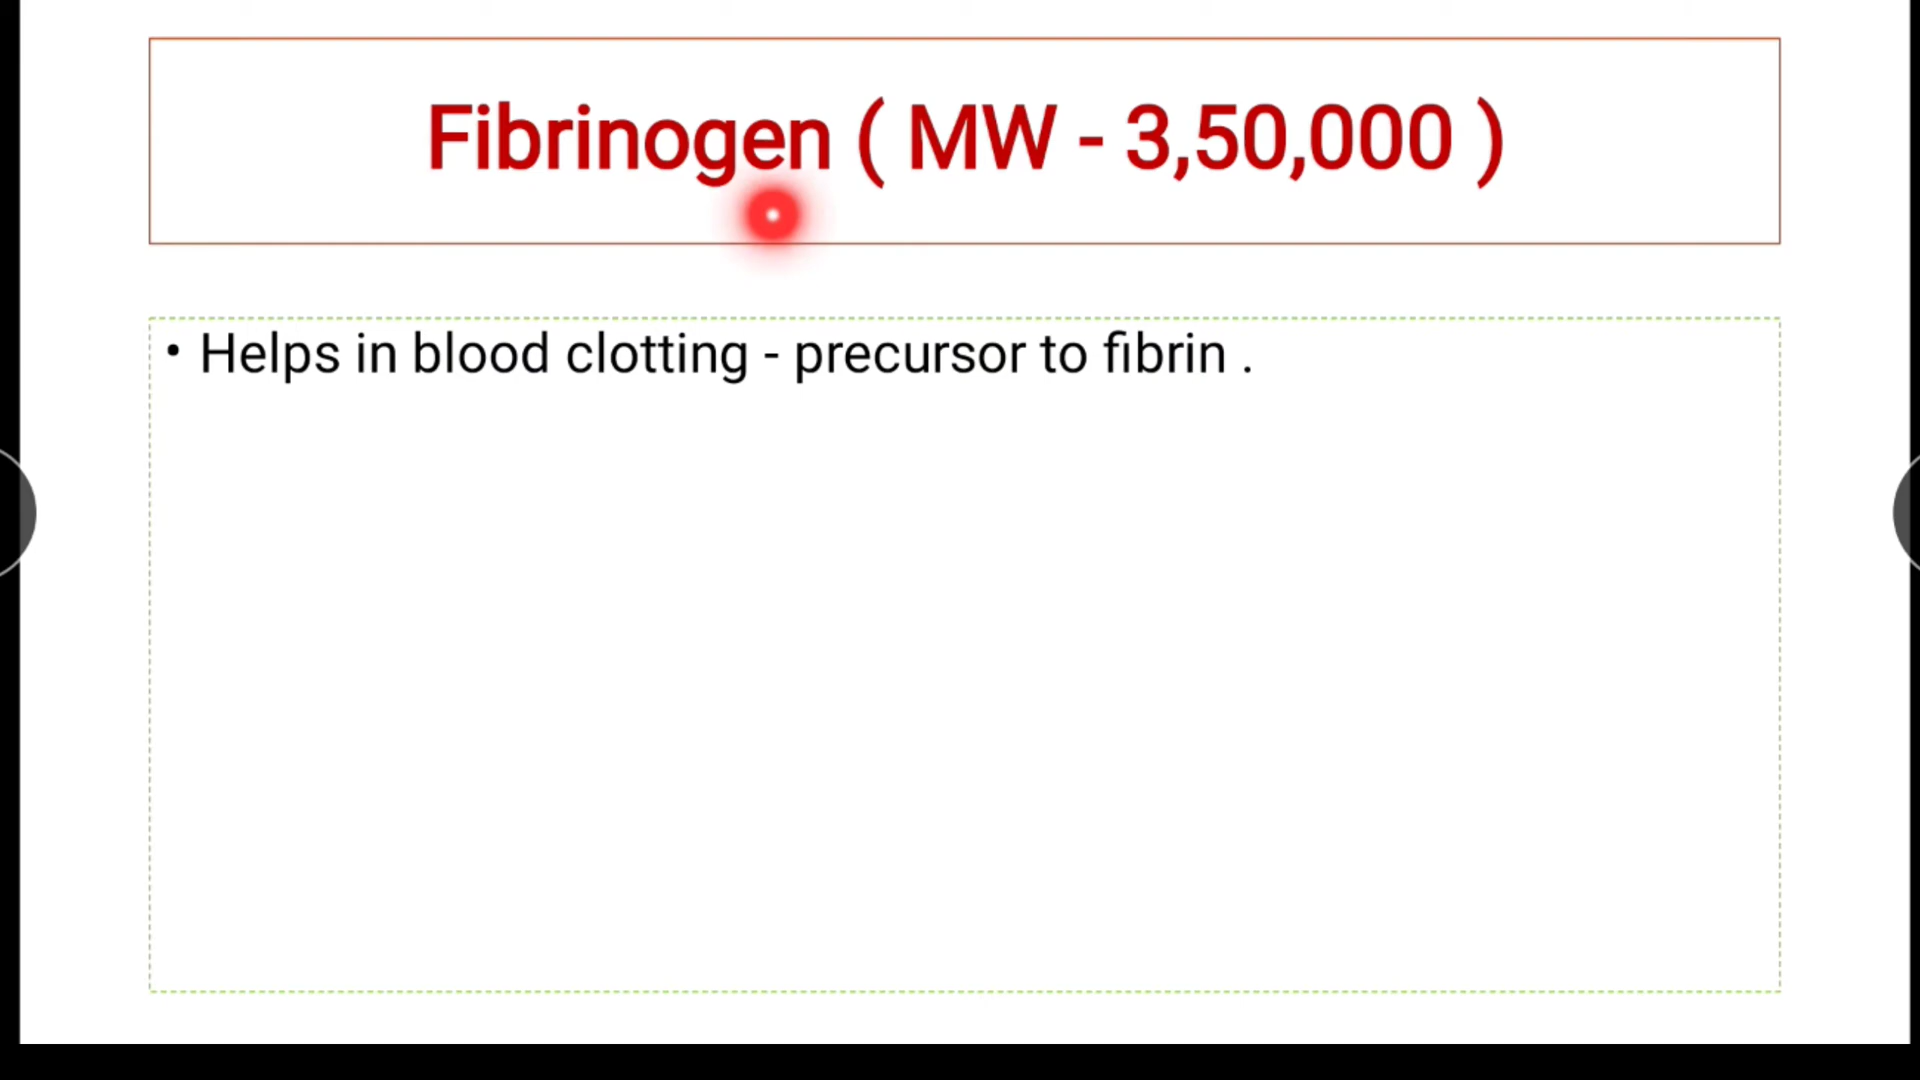 Fibrinogen ( MW - 3,50,000 )
• Helps in blood clotting - precursor to fibrin .